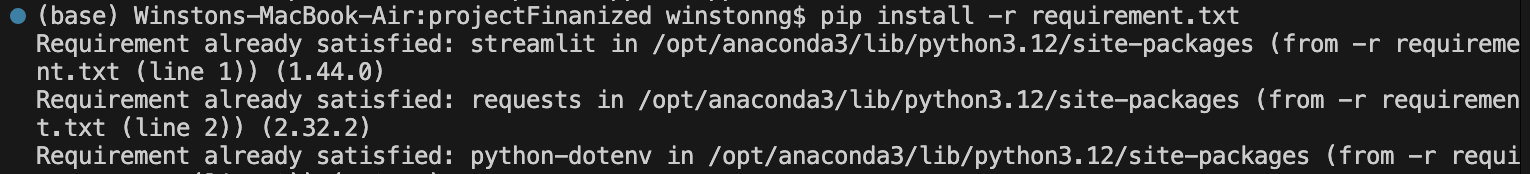 (base) Winstons-MacBook-Air:projectFinanized winstonng$ pip install -r requirement.txt
Requirement already satisfied: streamlit in /opt/anaconda3/lib/python3.12/site-packages (from -r requireme
nt.txt (line 1)) (1.44.0)
Requirement already satisfied: requests in /opt/anaconda3/lib/python3.12/site-packages (from -r requiremen
t.txt (line 2)) (2.32.2)
Requirement already satisfied: python-dotenv in /opt/anaconda3/lib/python3.12/site-packages (from -r requi